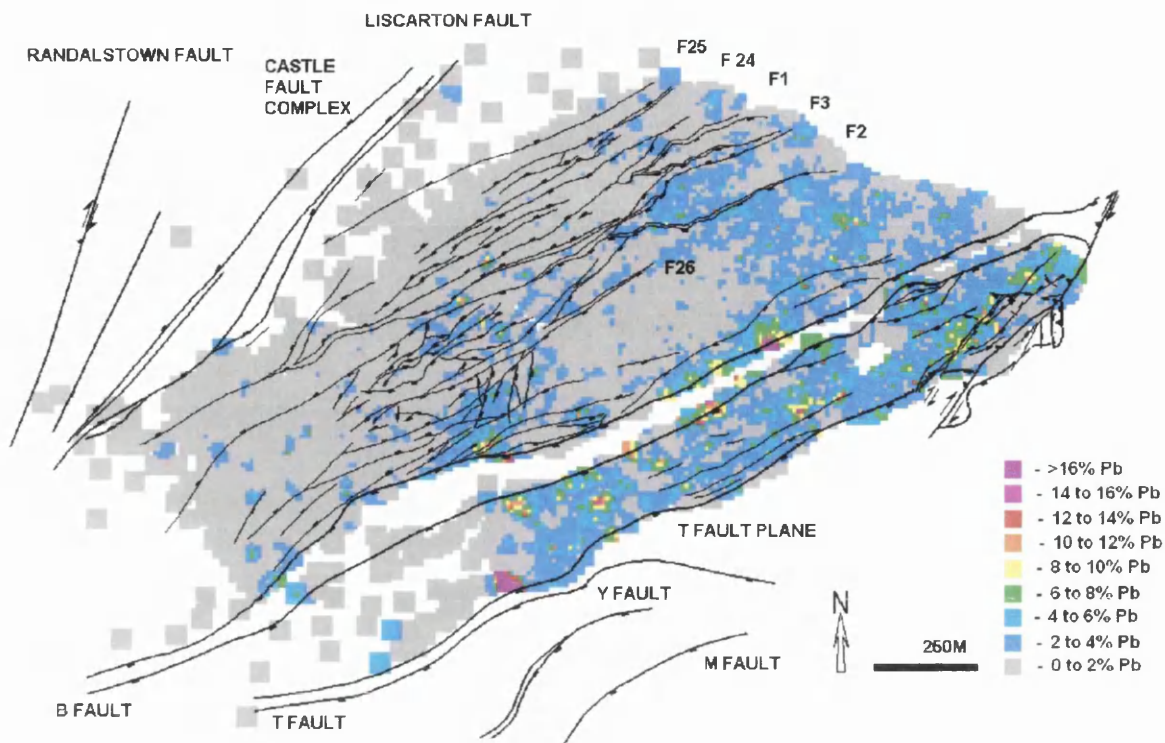 LISCARTON FAULT
RANDALSTOWN FAULT
CASTLE
FAULT
COMPLEX
F25
F 24
F1
F3
F2
F26
T FAULT PLANE
Y FAULT
M FAULT
B FAULT
T FAULT
N
250M
- >16% Pb
- 14 to 16% Pb
- 12 to 14% Pb
- 10 to 12% Pb
- 8 to 10% Pb
- 6 to 8% Pb
- 4 to 6% Pb
- 2 to 4% Pb
- 0 to 2% Pb